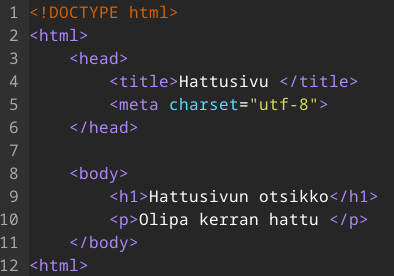 1 <!DOCTYPE html>
2 <html>
3     <head>
4         <title>Hattusivu </title>
5         <meta charset="utf-8">
6     </head>
7
8     <body>
9         <h1>Hattusivun otsikko</h1>
10         <p>Olipa kerran hattu </p>
11     </body>
12 <html>